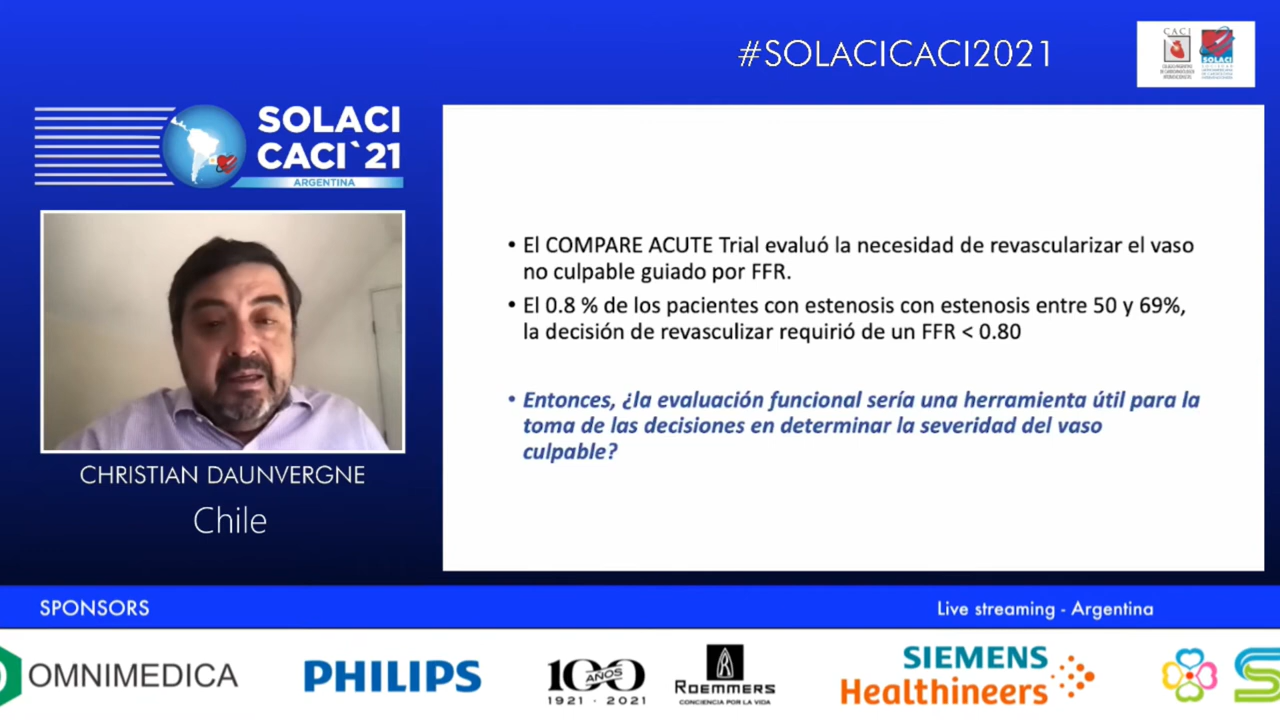 #SOLACICACI2021
CACI
SOLACI
SOLACI
CACI`21
ARGENTINA
• El COMPARE ACUTE Trial evaluó la necesidad de revascularizar el vaso
no culpable guiado por FFR.
• El 0.8 % de los pacientes con estenosis con estenosis entre 50 y 69%,
la decisión de revasculizar requirió de un FFR < 0.80
• Entonces, ¿la evaluación funcional sería una herramienta útil para la
toma de las decisiones en determinar la severidad del vaso
culpable?
CHRISTIAN DAUNVERGNE
Chile
SPONSORS
Live streaming - Argentina
OMNIMEDICA
PHILIPS
100
AÑOS
1921 · 2021
ROEMMERS
CONCIENCIA POR LA VIDA
SIEMENS
Healthineers